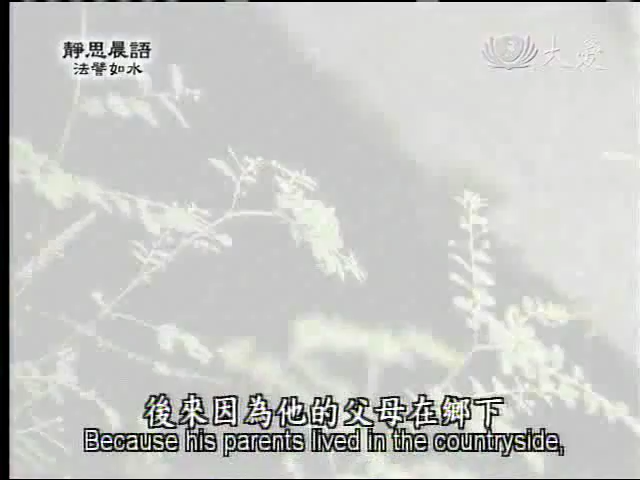 靜思晨語
法譬如水
大愛
後來因為他的父母在鄉下
Because his parents lived in the countryside,